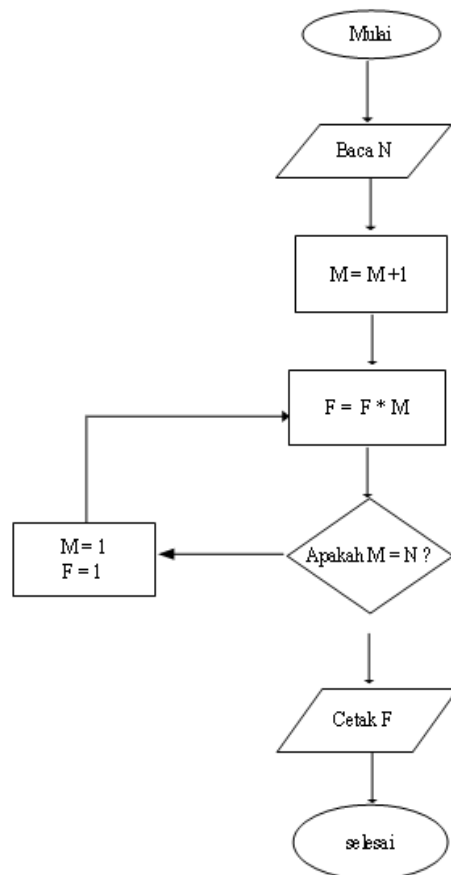 Mulai
Baca N
M = M +1
F = F * M
Apakah M = N ?
M = 1
F = 1
Cetak F
selesai